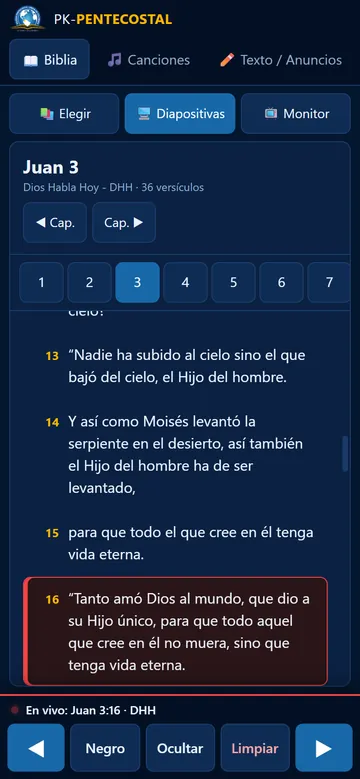 PK-PENTECOSTAL
Biblia
Canciones
Texto / Anuncios
Elegir
Diapositivas
Monitor
Juan 3
Dios Habla Hoy - DHH · 36 versículos
◀ Cap.
Cap. ▶
1 2 3 4 5 6 7
cielo?
13 “Nadie ha subido al cielo sino el que
bajó del cielo, el Hijo del hombre.
14 Y así como Moisés levantó la
serpiente en el desierto, así también
el Hijo del hombre ha de ser
levantado,
15 para que todo el que cree en él tenga
vida eterna.
16 “Tanto amó Dios al mundo, que dio a
su Hijo único, para que todo aquel
que cree en él no muera, sino que
tenga vida eterna.
En vivo: Juan 3:16 · DHH
◀ Negro Ocultar Limpiar ▶